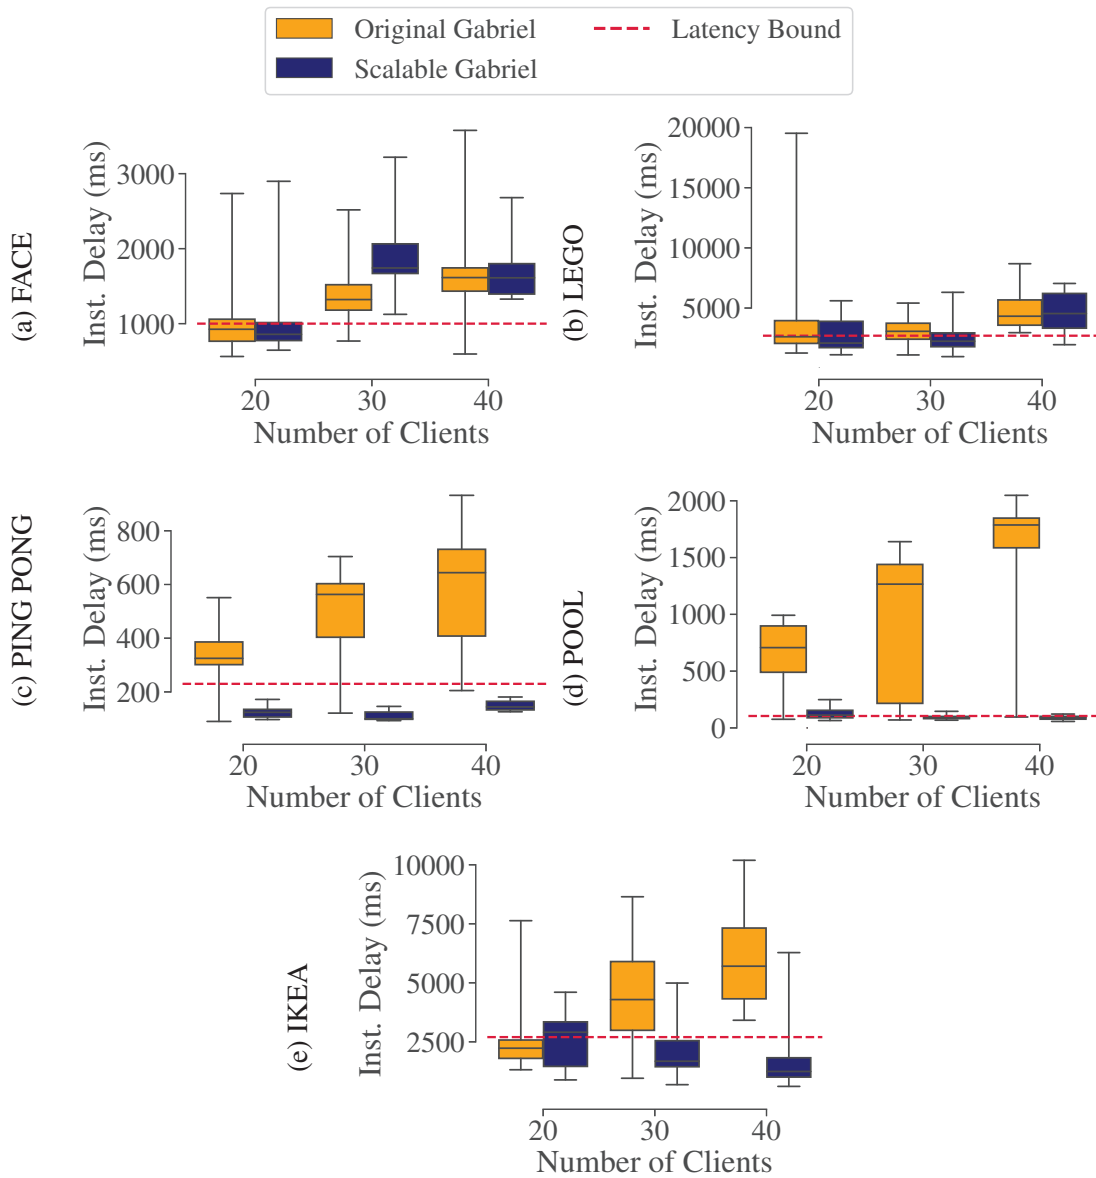 Original Gabriel
Scalable Gabriel
Latency Bound
(a) FACE
Inst. Delay (ms)
3000
2000
1000
20 30 40
Number of Clients
(b) LEGO
Inst. Delay (ms)
20000
15000
10000
5000
20 30 40
Number of Clients
(c) PING PONG
Inst. Delay (ms)
800
600
400
200
20 30 40
Number of Clients
(d) POOL
Inst. Delay (ms)
2000
1500
1000
500
0
20 30 40
Number of Clients
(e) IKEA
Inst. Delay (ms)
10000
7500
5000
2500
20 30 40
Number of Clients